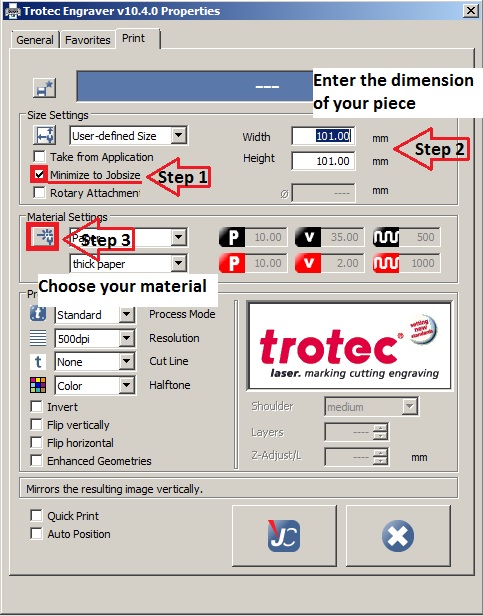 Trotec Engraver v10.4.0 Properties
General Favorites Print
---
Enter the dimension
of your piece
Size Settings
User-defined Size
Width 101.00 mm
Step 2
Take from Application
Height 101.00 mm
Minimize to Jobsize
Step 1
Rotary Attachment
Ø ---- mm
Material Settings
Step 3
P 10.00 v 35.00 500
thick paper
P 10.00 v 2.00 1000
Choose your material
Standard Process Mode
500dpi Resolution
t None Cut Line
Color Halftone
setting
new
standards
trotec®
laser. marking cutting engraving
Invert
Flip vertically
Flip horizontal
Enhanced Geometries
Shoulder medium
Layers ----
Z-Adjust/L ---- mm
Mirrors the resulting image vertically.
Quick Print
Auto Position
JC